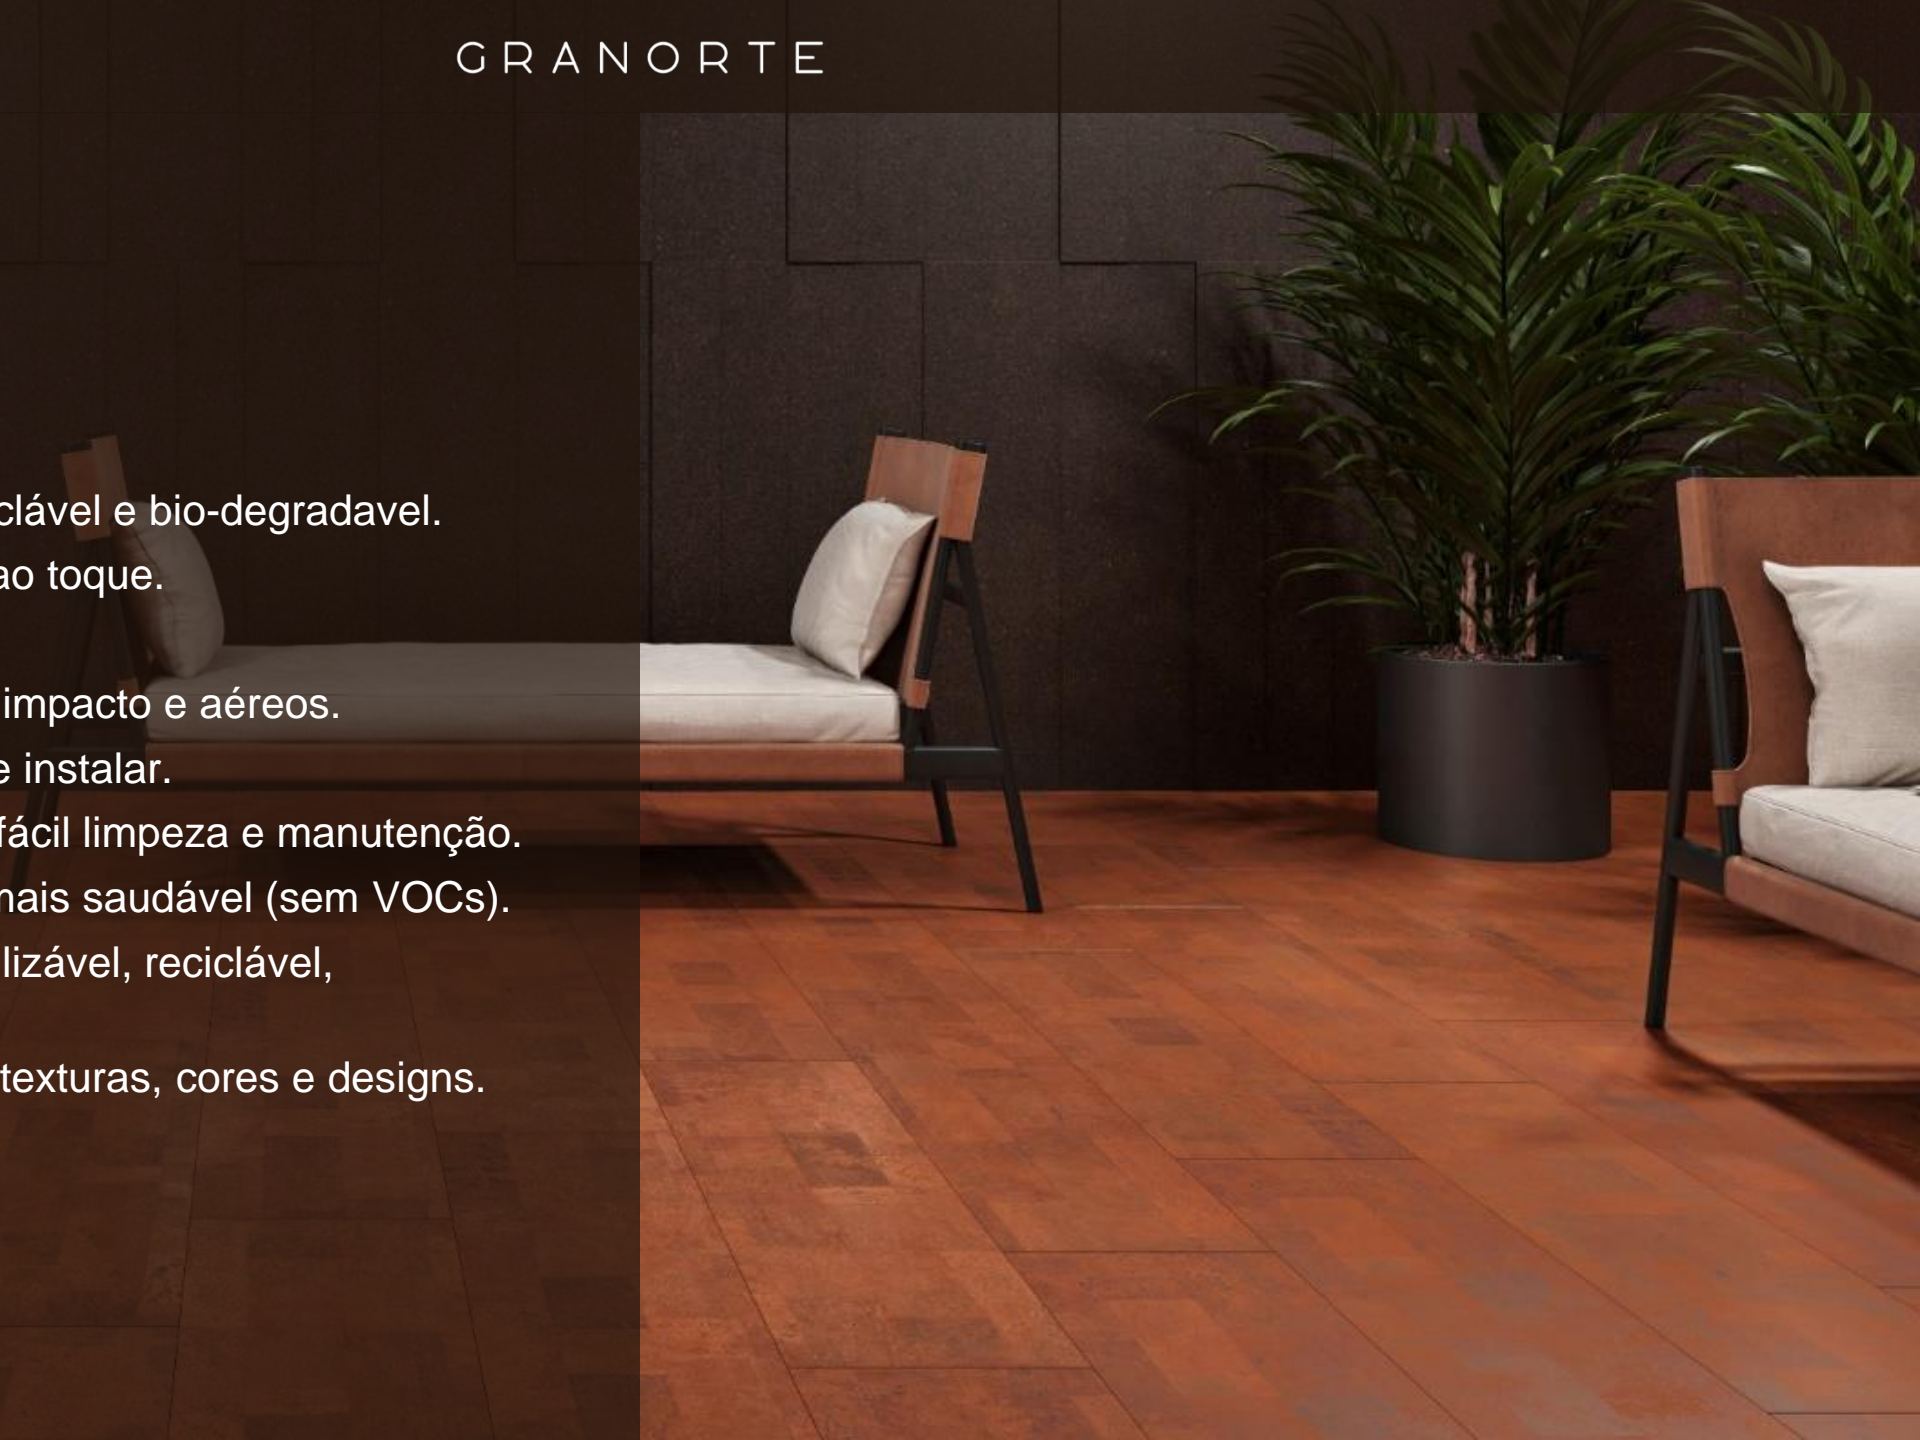 GRANORTE
clável e bio-degradavel.
ao toque.
impacto e aéreos.
e instalar.
fácil limpeza e manutenção.
mais saudável (sem VOCs).
lizável, reciclável,
texturas, cores e designs.